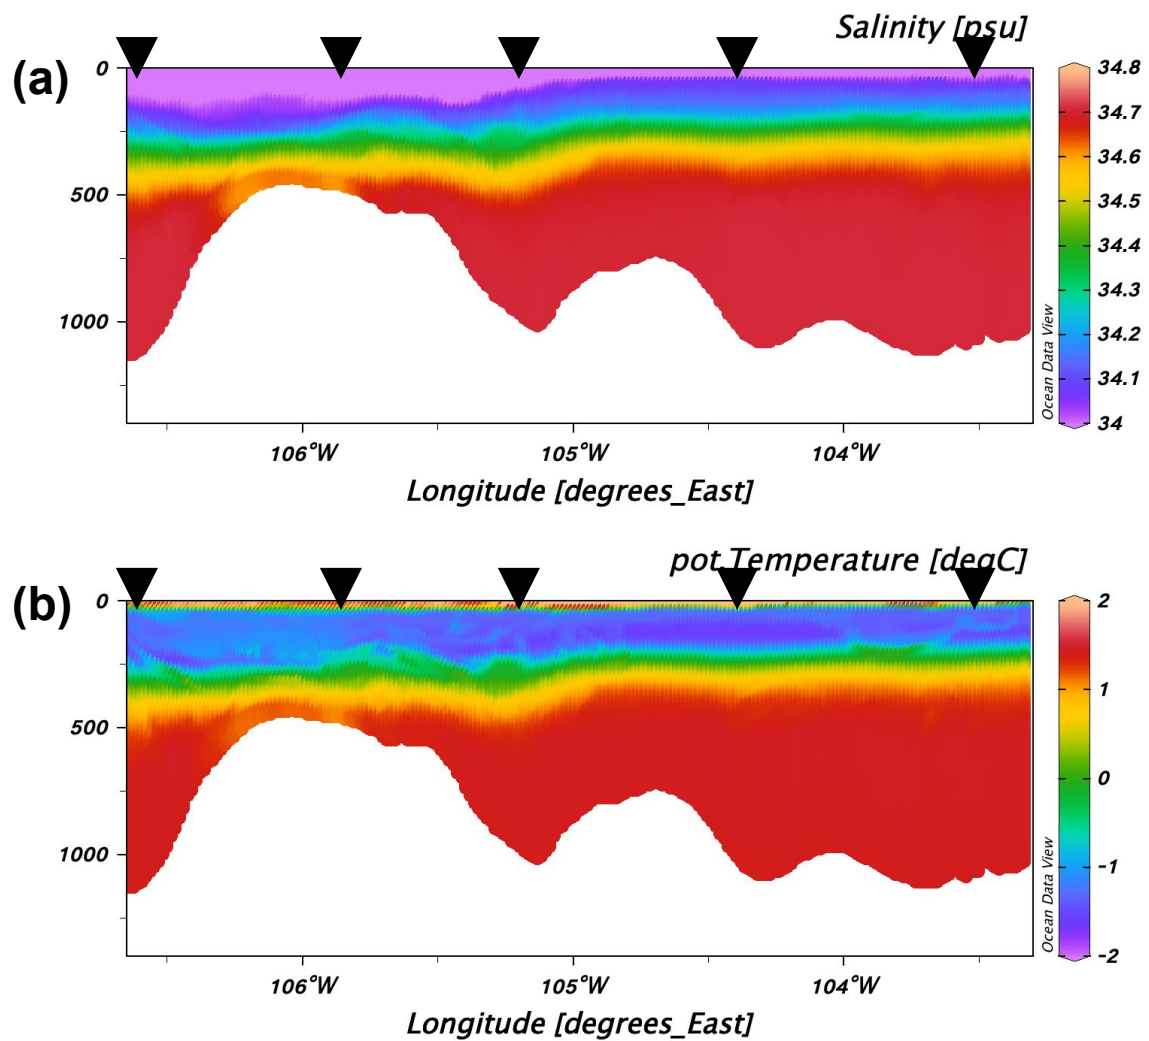 Salinity [psu]
(a)
0
500
1000
34.8
34.7
34.6
34.5
34.4
34.3
34.2
34.1
34
Ocean Data View
106°W 105°W 104°W
Longitude [degrees_East]
pot.Temperature [degC]
(b)
0
500
1000
2
1
0
-1
-2
Ocean Data View
106°W 105°W 104°W
Longitude [degrees_East]